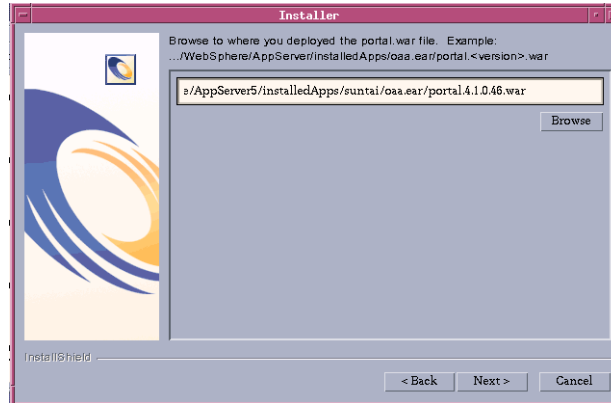 Installer
Browse to where you deployed the portal.war file. Example:
.../WebSphere/AppServer/installedApps/oaa.ear/portal.<version>.war
e/AppServer5/installedApps/suntai/oaa.ear/portal.4.1.0.46.war
Browse
InstallShield
< Back Next > Cancel